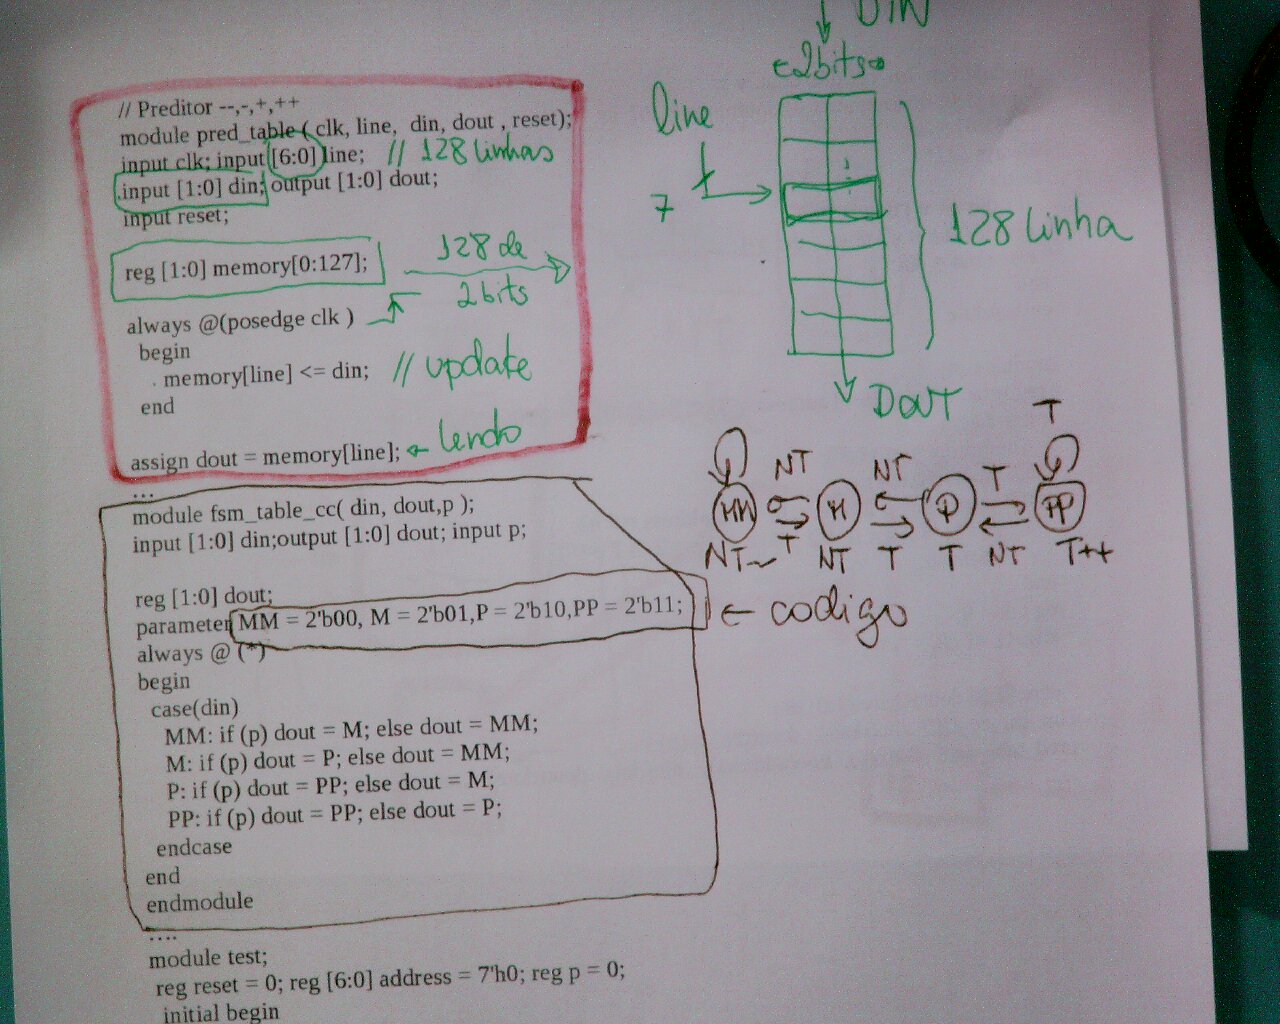 DIN
2bits
// Preditor --,-,+,++
module pred_table ( clk, line, din, dout , reset);
input clk; input [6:0] line; // 128 linhas
input [1:0] din; output [1:0] dout;
input reset;
line
7
128 linha
reg [1:0] memory[0:127]; 128 de
2 bits
always @(posedge clk )
begin
memory[line] <= din; // update
end
DOUT
assign dout = memory[line]; ← lendo
...
module fsm_table_cc( din, dout,p );
input [1:0] din;output [1:0] dout; input p;
T
NT NT T
MM M P PP
T T NT
NT-- NT T T++
reg [1:0] dout;
parameter MM = 2'b00, M = 2'b01,P = 2'b10,PP = 2'b11; ← codigo
always @ (*)
begin
case(din)
MM: if (p) dout = M; else dout = MM;
M: if (p) dout = P; else dout = MM;
P: if (p) dout = PP; else dout = M;
PP: if (p) dout = PP; else dout = P;
endcase
end
endmodule
....
module test;
reg reset = 0; reg [6:0] address = 7'h0; reg p = 0;
initial begin